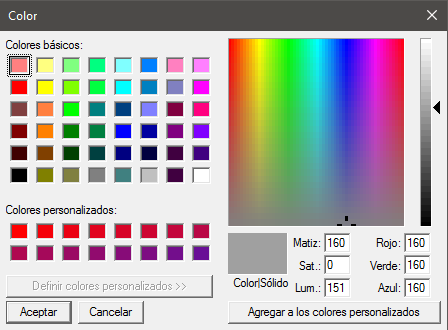 Color
Colores básicos:
Colores personalizados:
Definir colores personalizados >>
Aceptar
Cancelar
Color|Sólido
Matiz: 160
Sat.: 0
Lum.: 151
Rojo: 160
Verde: 160
Azul: 160
Agregar a los colores personalizados